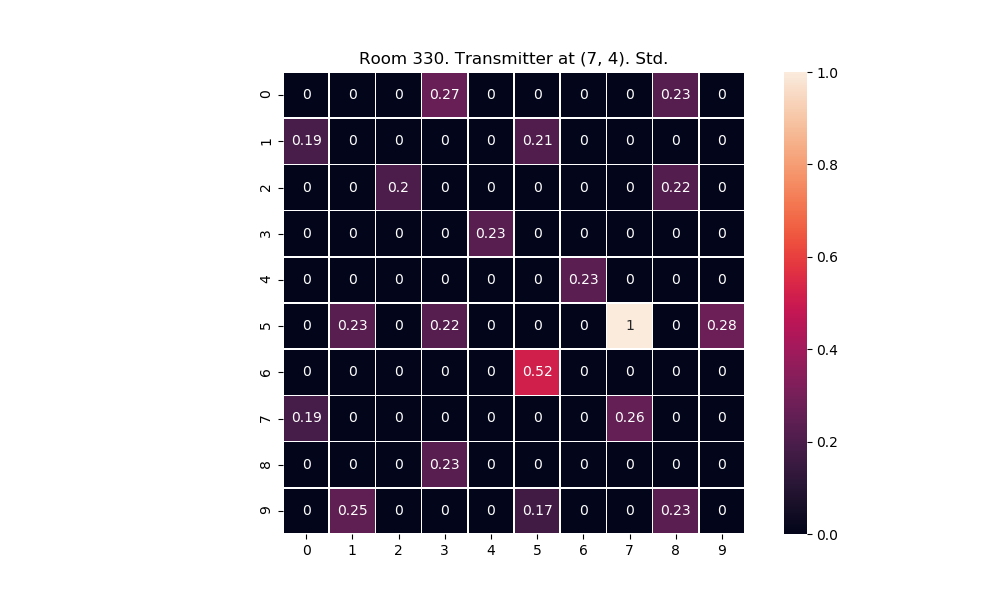 Room 330. Transmitter at (7, 4). Std.
0 0 0 0 0.27 0 0 0 0 0.23 0 1.0
1 0.19 0 0 0 0 0.21 0 0 0 0
2 0 0 0.2 0 0 0 0 0 0.22 0 0.8
3 0 0 0 0 0.23 0 0 0 0 0
4 0 0 0 0 0 0 0.23 0 0 0 0.6
5 0 0.23 0 0.22 0 0 0 1 0 0.28
6 0 0 0 0 0 0.52 0 0 0 0 0.4
7 0.19 0 0 0 0 0 0 0.26 0 0 0.2
8 0 0 0 0.23 0 0 0 0 0 0
9 0 0.25 0 0 0 0.17 0 0 0.23 0 0.0
0 1 2 3 4 5 6 7 8 9